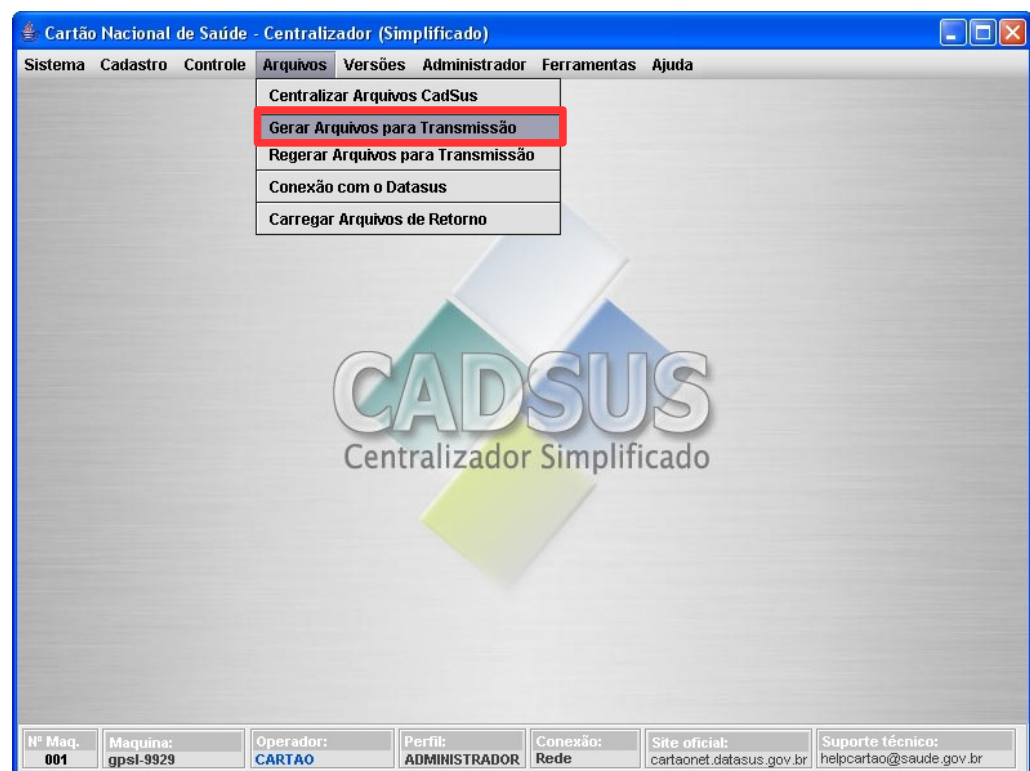 Cartão Nacional de Saúde - Centralizador (Simplificado)
Sistema Cadastro Controle Arquivos Versões Administrador Ferramentas Ajuda
Centralizar Arquivos CadSus
Gerar Arquivos para Transmissão
Regerar Arquivos para Transmissão
Conexão com o Datasus
Carregar Arquivos de Retorno
CADSUS
Centralizador Simplificado
Nº Maq. Maquina: Operador: Perfil: Conexão: Site oficial: Suporte técnico:
001 gpsl-9929 CARTAO ADMINISTRADOR Rede cartaonet.datasus.gov.br helpcartao@saude.gov.br